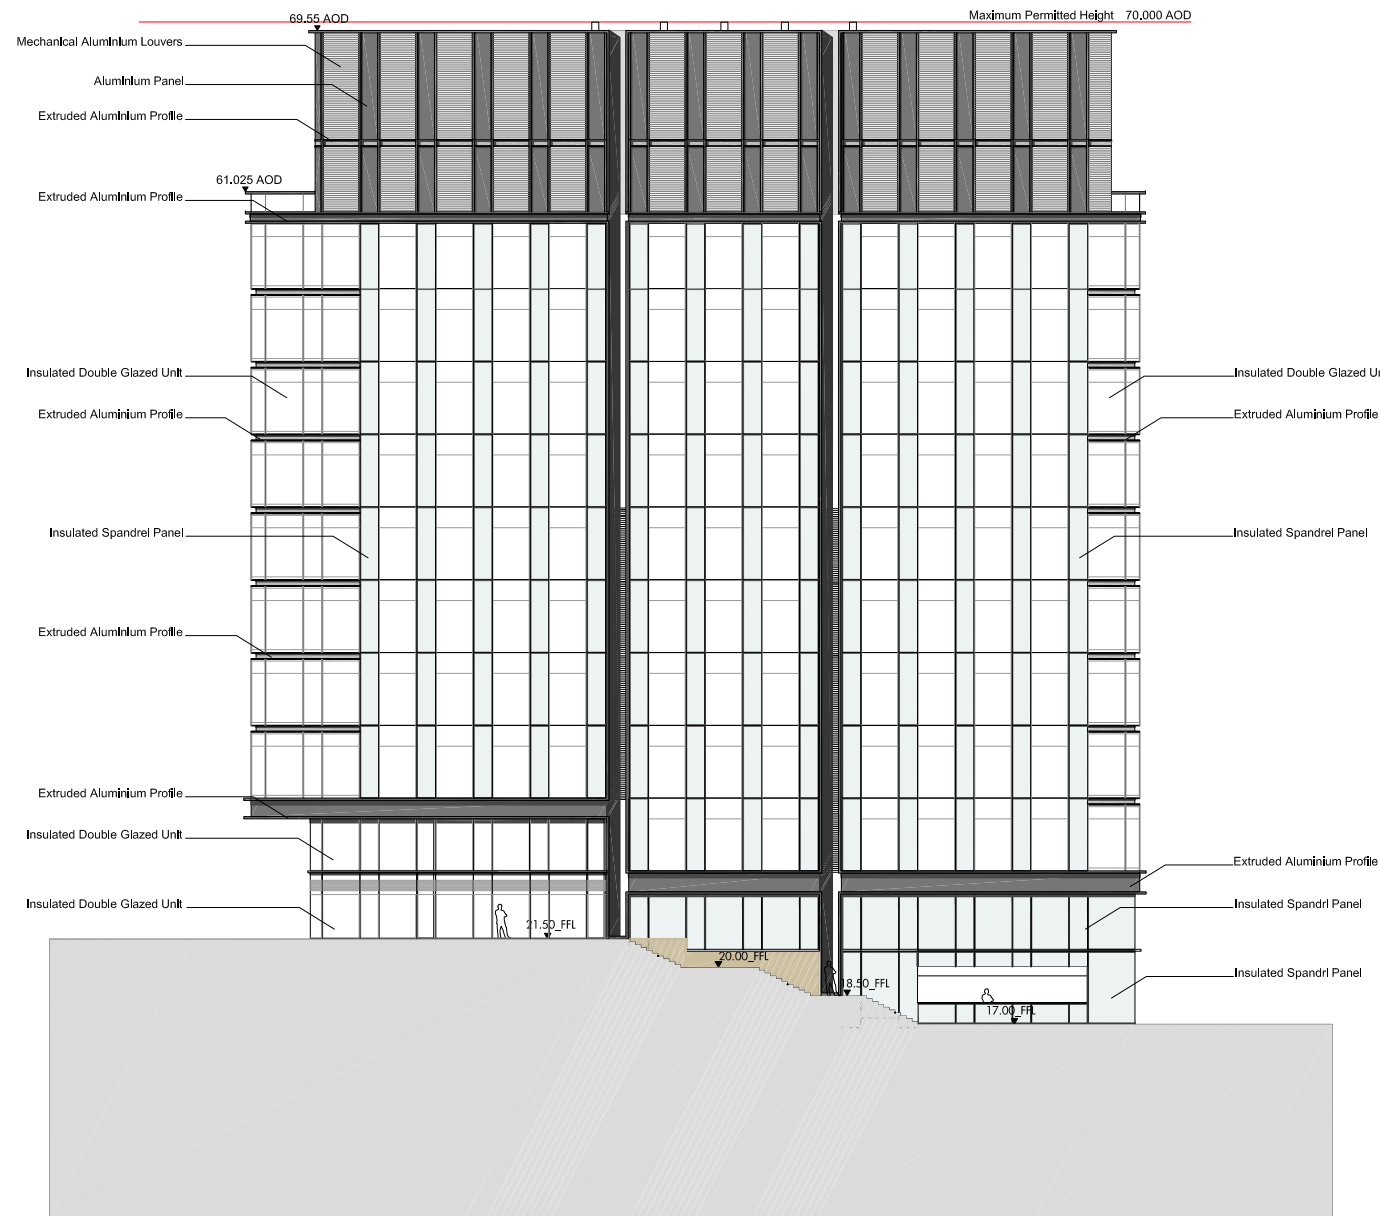 Maximum Permitted Height 70.000 AOD
69.55 AOD
Mechanical Aluminium Louvers
Aluminium Panel
Extruded Aluminium Profile
61.025 AOD
Extruded Aluminium Profile
Insulated Double Glazed Unit
Insulated Double Glazed Ur
Extruded Aluminium Profile
Extruded Aluminium Profile
Insulated Spandrel Panel
Insulated Spandrel Panel
Extruded Aluminium Profile
Extruded Aluminium Profile
Insulated Double Glazed Unit
Extruded Aluminium Profile
Insulated Double Glazed Unit
Insulated Spandrl Panel
21.50_FFL
20.00_FFL
Insulated Spandrl Panel
18.50_FFL
17.00_FFL